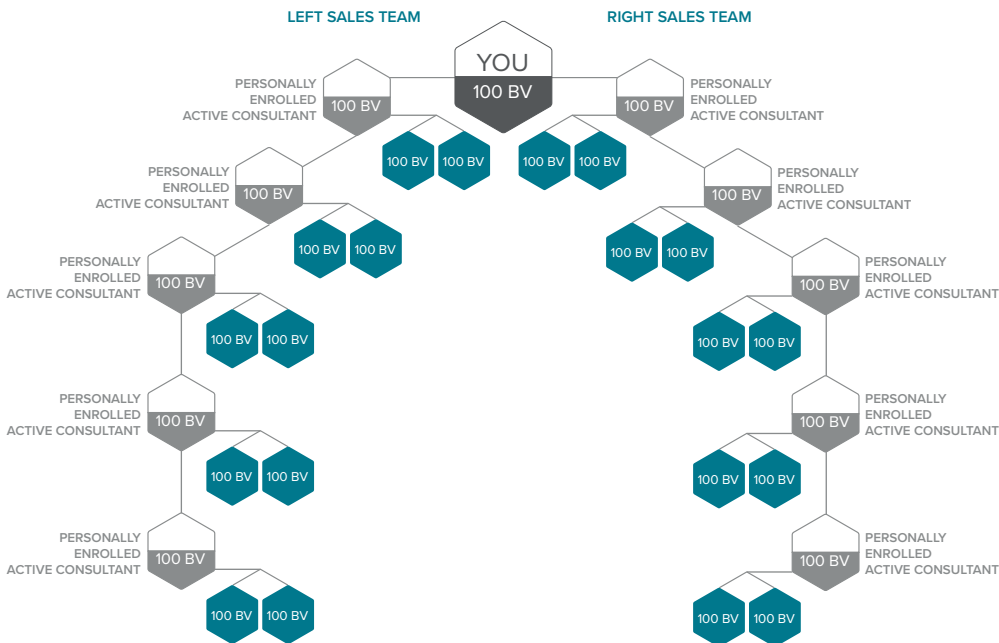 LEFT SALES TEAM
RIGHT SALES TEAM
YOU
100 BV
PERSONALLY
ENROLLED
ACTIVE CONSULTANT
100 BV
100 BV
PERSONALLY
ENROLLED
ACTIVE CONSULTANT
100 BV
100 BV
100 BV
100 BV
PERSONALLY
ENROLLED
ACTIVE CONSULTANT
100 BV
100 BV
PERSONALLY
ENROLLED
ACTIVE CONSULTANT
100 BV
100 BV
100 BV
100 BV
PERSONALLY
ENROLLED
ACTIVE CONSULTANT
100 BV
100 BV
PERSONALLY
ENROLLED
ACTIVE CONSULTANT
100 BV
100 BV
100 BV
100 BV
PERSONALLY
ENROLLED
ACTIVE CONSULTANT
100 BV
100 BV
PERSONALLY
ENROLLED
ACTIVE CONSULTANT
100 BV
100 BV
100 BV
100 BV
PERSONALLY
ENROLLED
ACTIVE CONSULTANT
100 BV
100 BV
PERSONALLY
ENROLLED
ACTIVE CONSULTANT
100 BV
100 BV
100 BV
100 BV